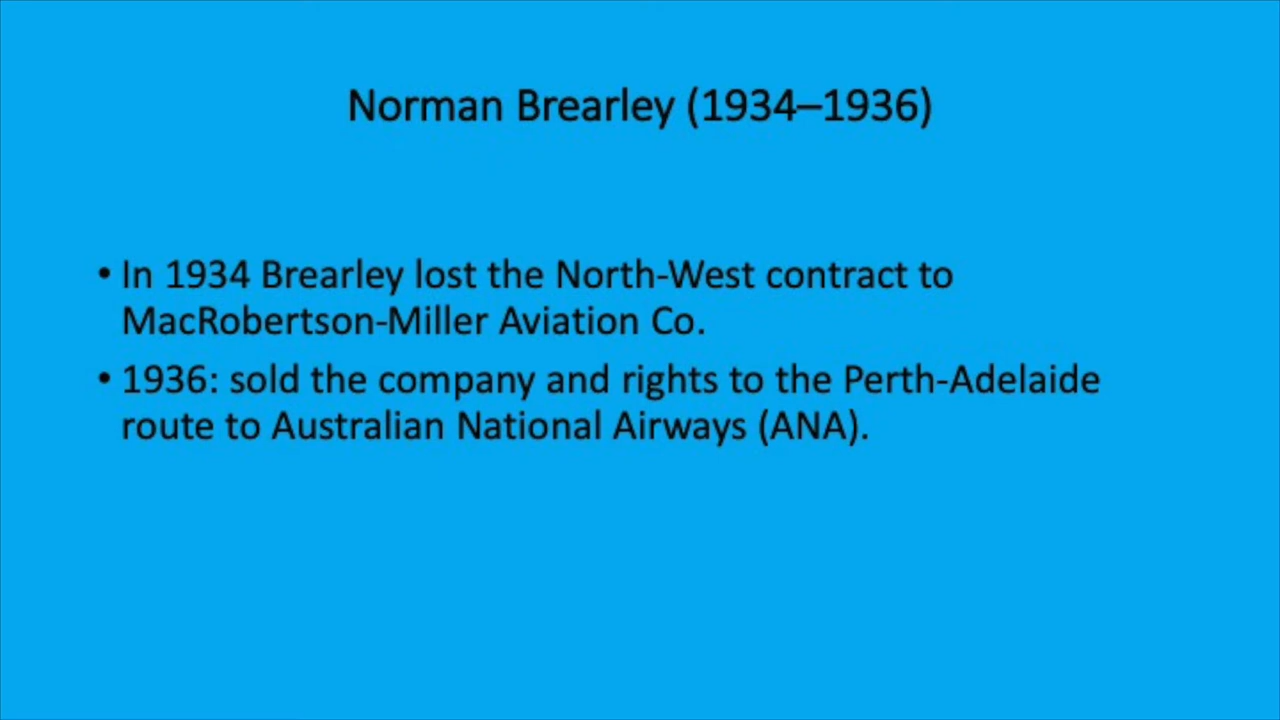 Norman Brearley (1934–1936)
• In 1934 Brearley lost the North-West contract to
MacRobertson-Miller Aviation Co.
• 1936: sold the company and rights to the Perth-Adelaide
route to Australian National Airways (ANA).